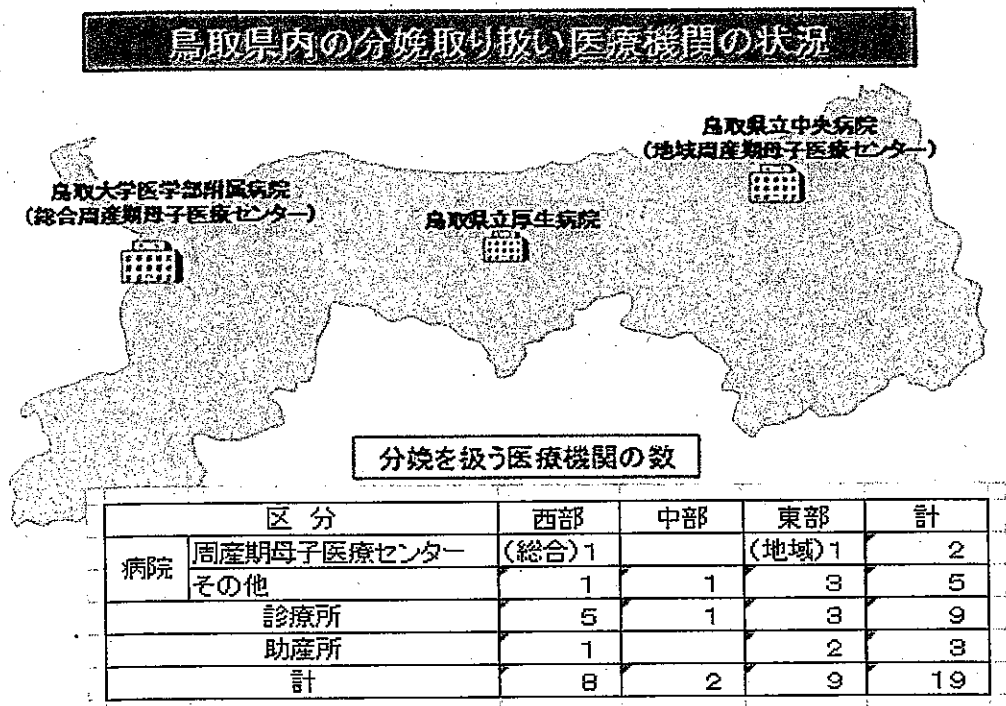 鳥取県内の分娩取り扱い医療機関の状況
鳥取県立中央病院
(地域周産期母子医療センター)
鳥取大学医学部附属病院
(総合周産期母子医療センター)
鳥取県立厚生病院
分娩を扱う医療機関の数
区 分 西部 中部 東部 計
病院 周産期母子医療センター (総合)1 (地域)1 2
その他 1 1 3 5
診療所 5 1 3 9
助産所 1 2 3
計 8 2 9 19